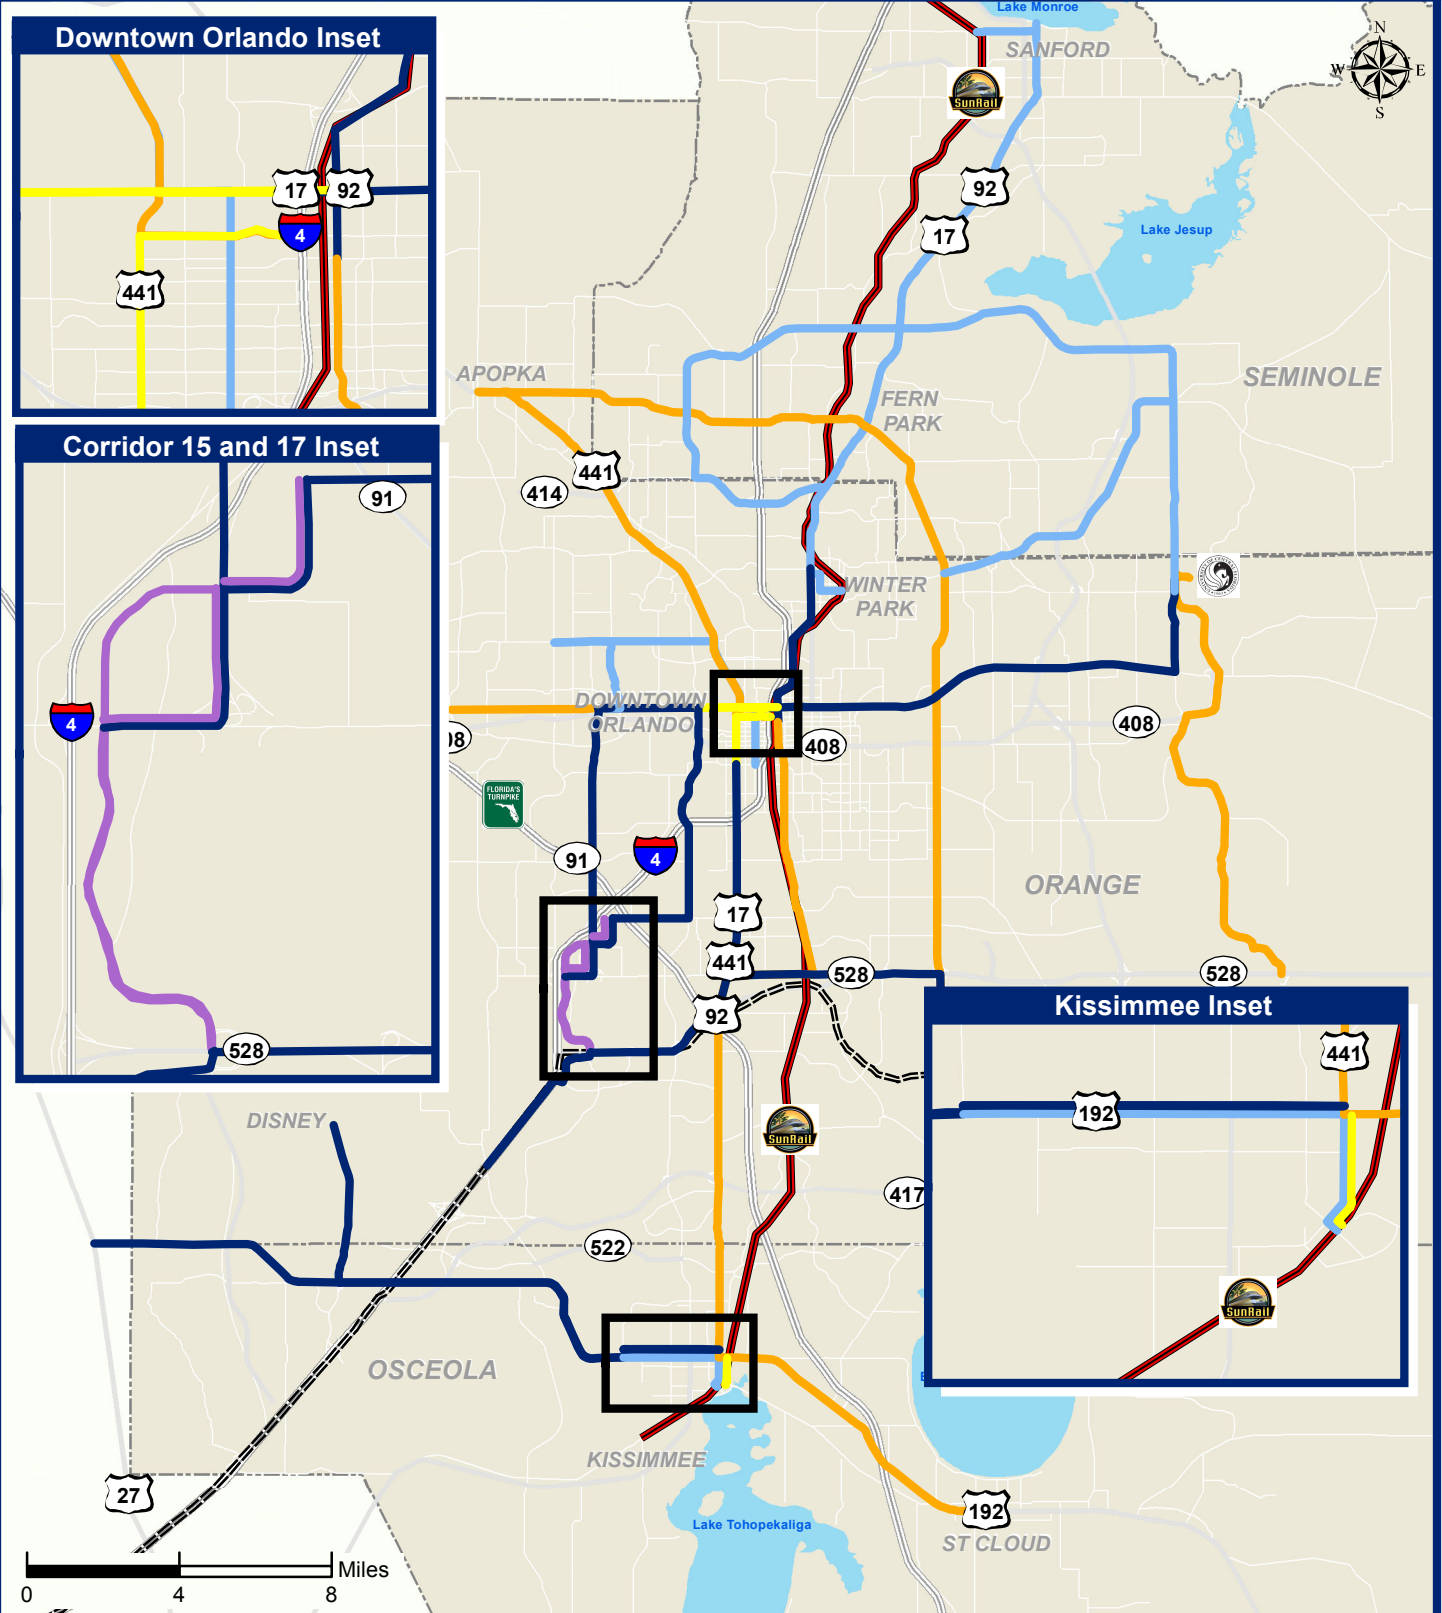 Downtown Orlando Inset
17
92
4
441
Corridor 15 and 17 Inset
91
4
528
Lake Monroe
SANFORD
N
W
E
S
SunRail
92
17
Lake Jesup
APOPKA
SEMINOLE
FERN
PARK
441
414
WINTER
PARK
DOWNTOWN
ORLANDO
408
408
08
FLORIDA'S
TURNPIKE
91
4
ORANGE
17
441
528
528
92
Kissimmee Inset
441
192
SunRail
DISNEY
SunRail
417
522
OSCEOLA
E
KISSIMMEE
27
192
Lake Tohopekaliga
ST CLOUD
Miles
0
4
8